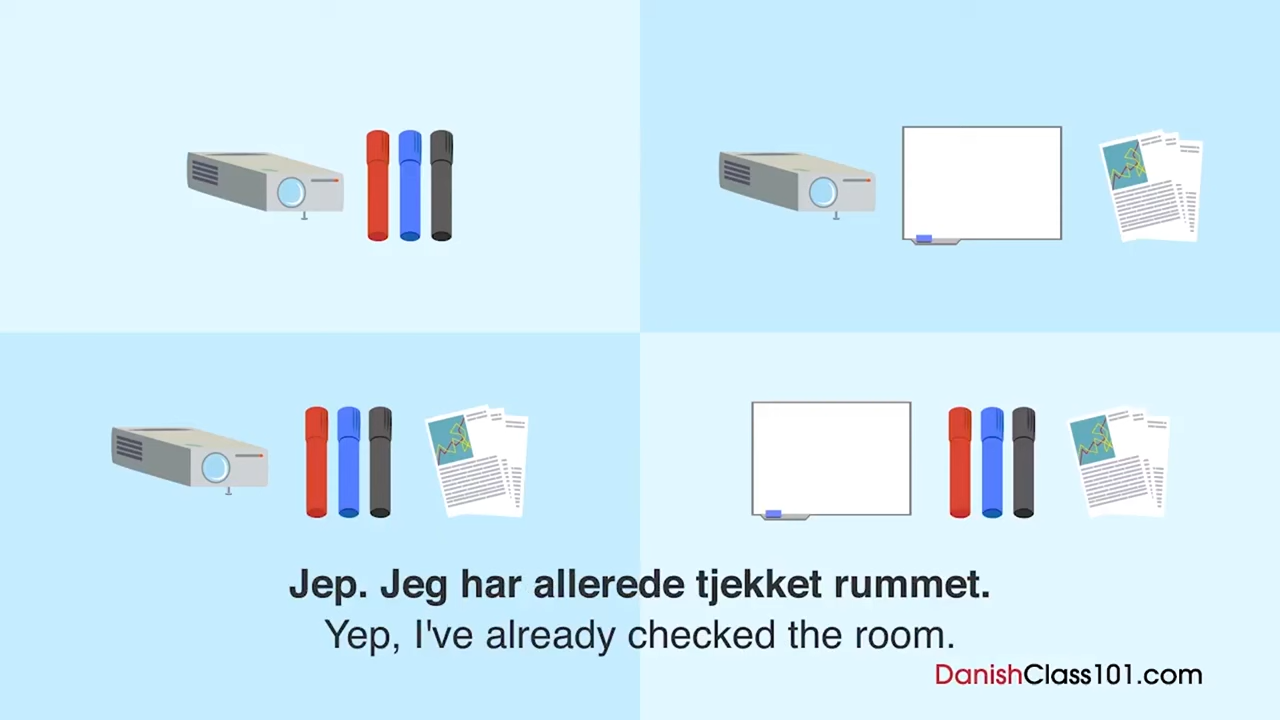 Jep. Jeg har allerede tjekket rummet.
Yep, I've already checked the room.
DanishClass101.com